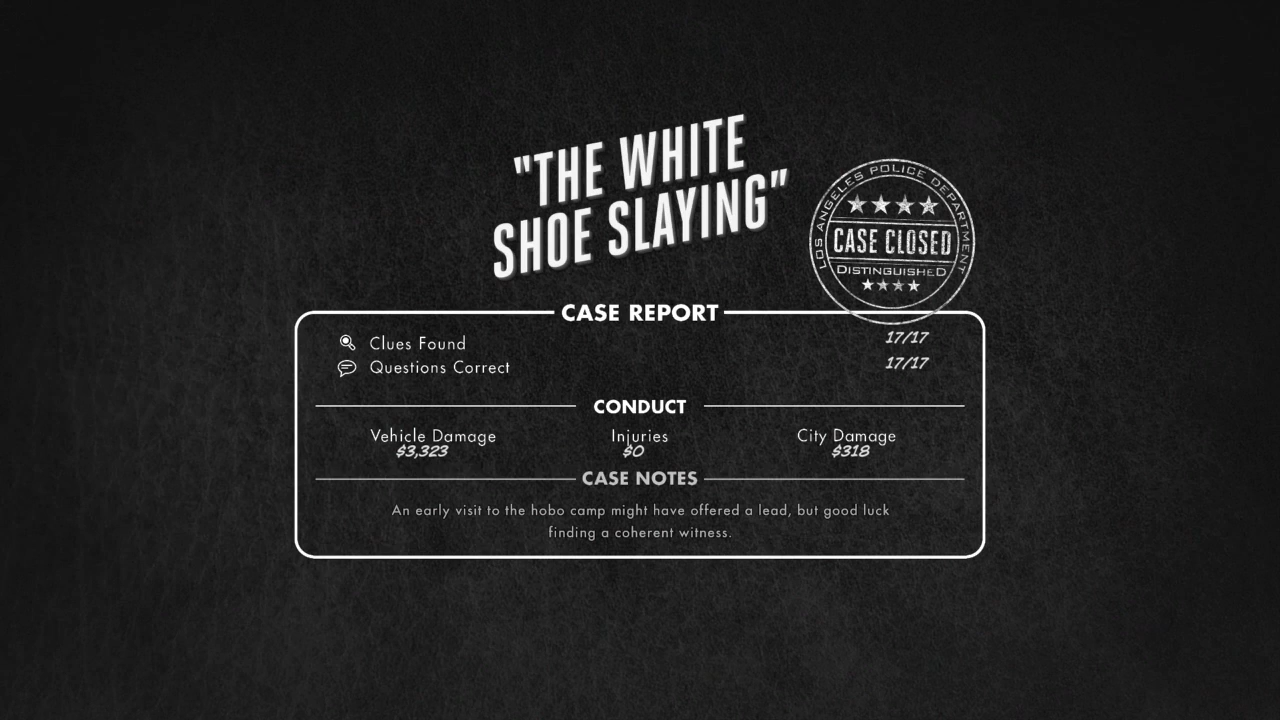 "THE WHITE
SHOE SLAYING"
LOS ANGELES POLICE DEPARTMENT
CASE CLOSED
DISTINGUISHED
CASE REPORT
Clues Found 17/17
Questions Correct 17/17
CONDUCT
Vehicle Damage Injuries City Damage
$3,323 $0 $318
CASE NOTES
An early visit to the hobo camp might have offered a lead, but good luck
finding a coherent witness.